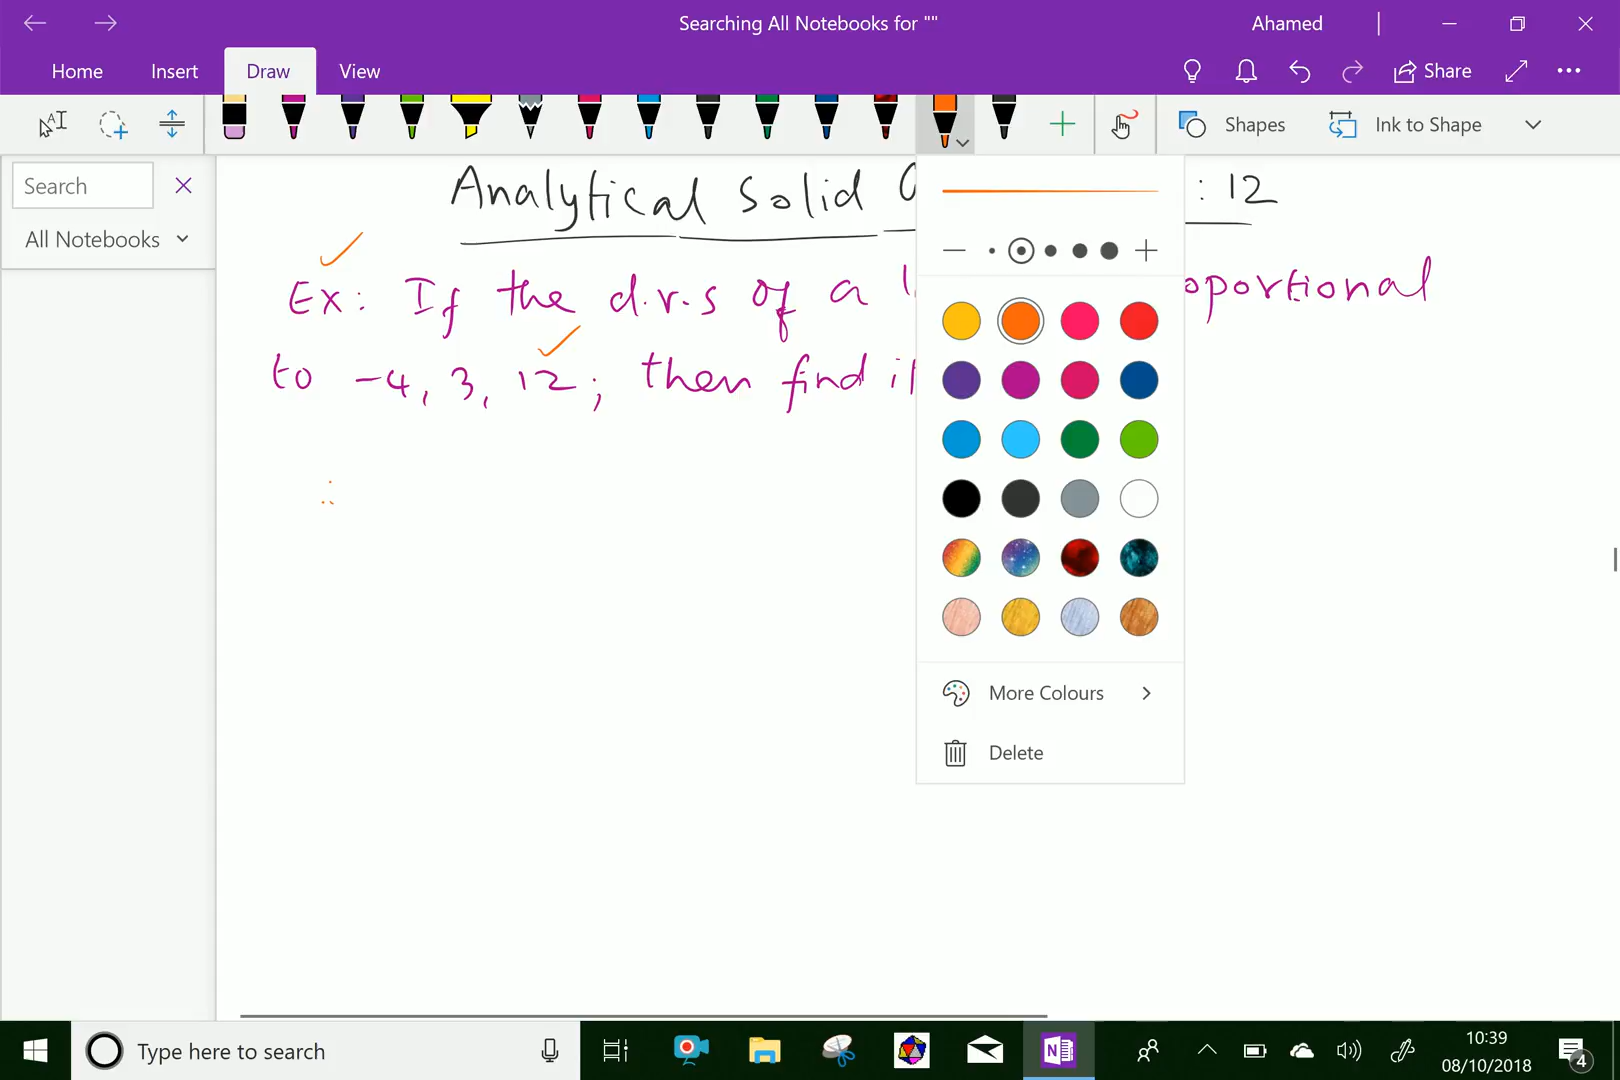 Searching All Notebooks for ""
Ahamed
Home
Insert
Draw
View
Share
Shapes
Ink to Shape
Search
All Notebooks
Analytical Solid : 12
Ex: If the d.r.s of a
to -4, 3, 12; then find
More Colours
Delete
Type here to search
10:39
08/10/2018
4